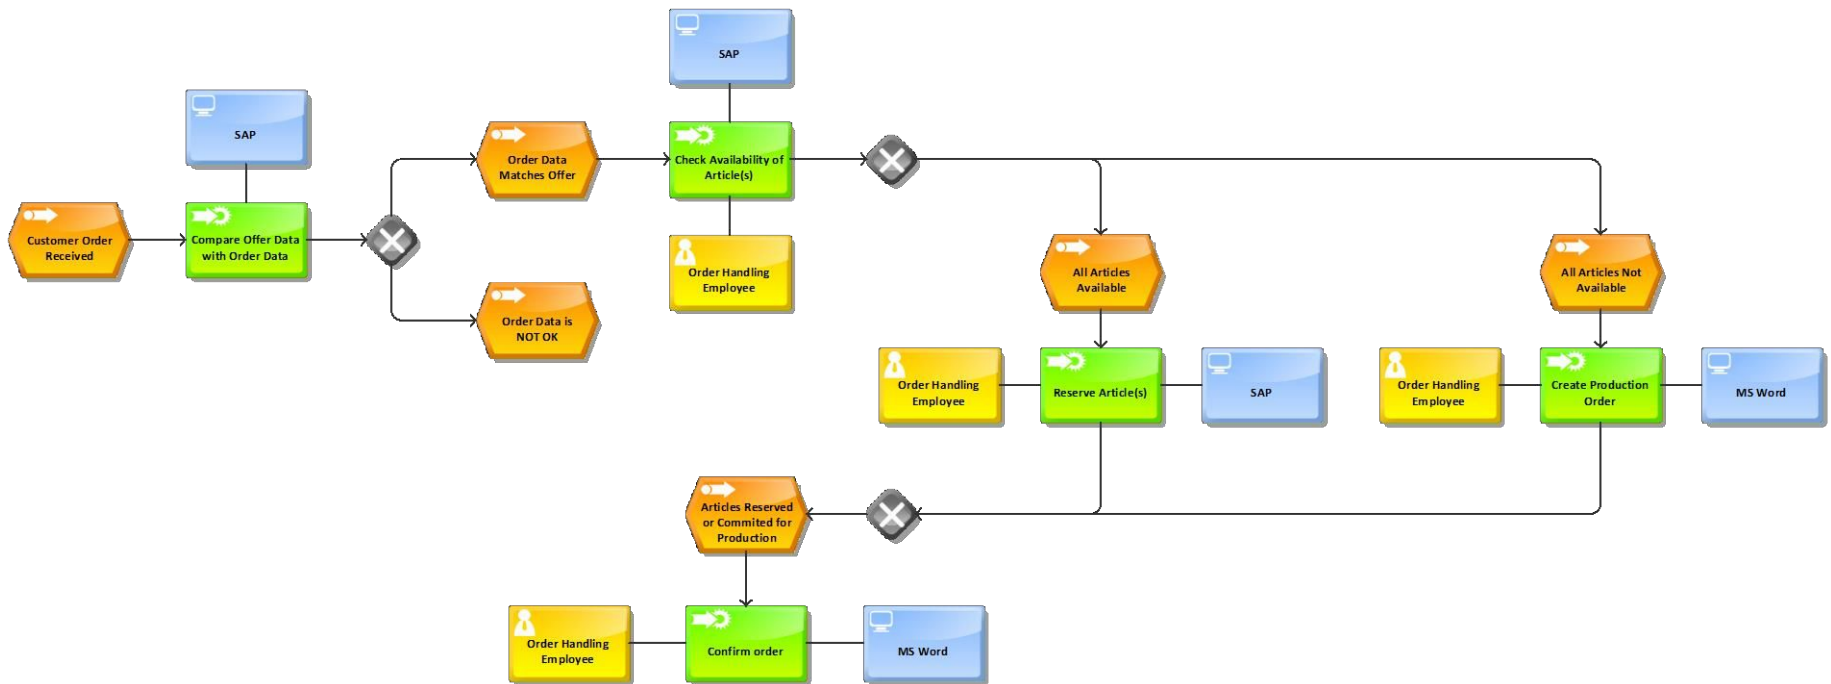 SAP
SAP
Customer Order
Received
Compare Offer Data
with Order Data
Order Data
Matches Offer
Check Availability of
Article(s)
Order Data is
NOT OK
Order Handling
Employee
All Articles
Available
All Articles Not
Available
Order Handling
Employee
Reserve Article(s)
SAP
Order Handling
Employee
Create Production
Order
MS Word
Articles Reserved
or Commited for
Production
Order Handling
Employee
Confirm order
MS Word